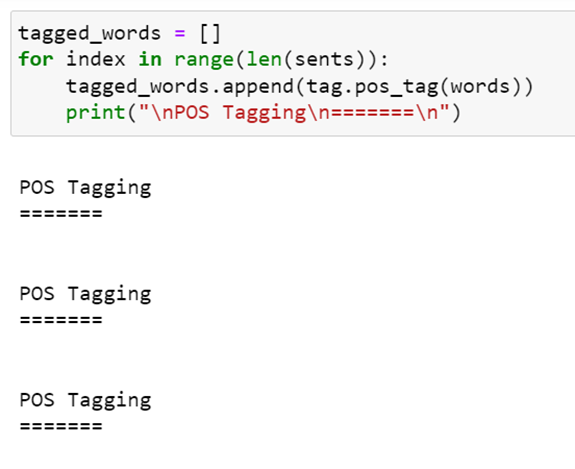 tagged_words = []
for index in range(len(sents)):
    tagged_words.append(tag.pos_tag(words))
    print("\nPOS Tagging\n=======\n")
POS Tagging
=======
POS Tagging
=======
POS Tagging
=======